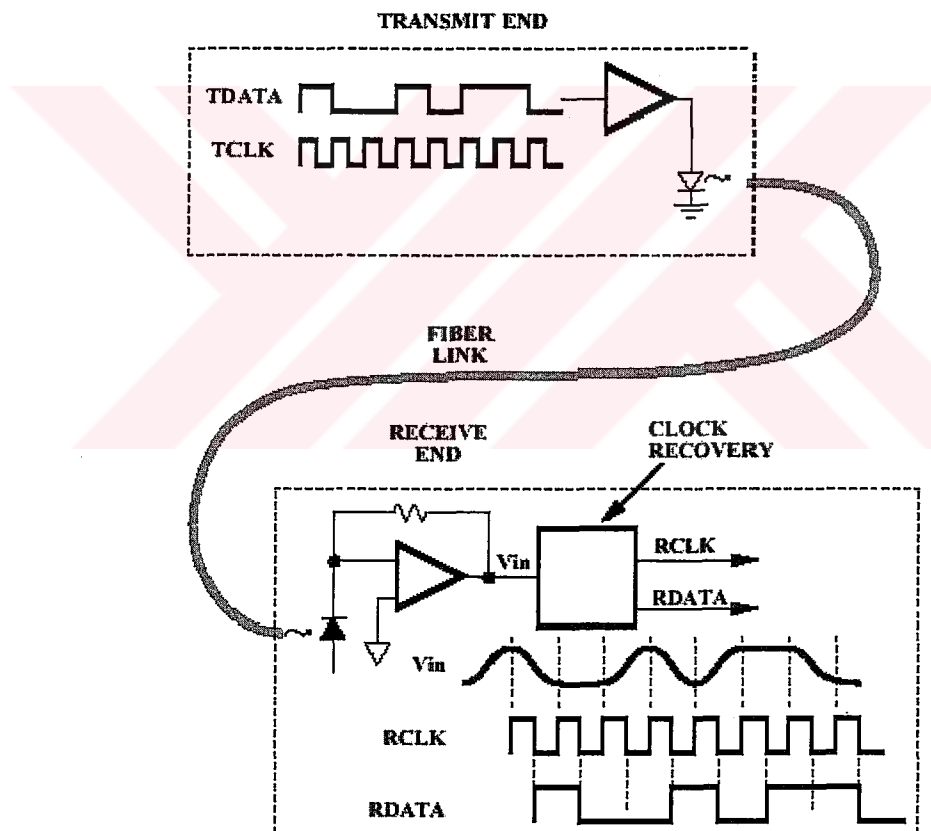 TRANSMIT END
TDATA
TCLK
FIBER
LINK
RECEIVE
END
CLOCK
RECOVERY
Vin
RCLK
RDATA
Vin
RCLK
RDATA